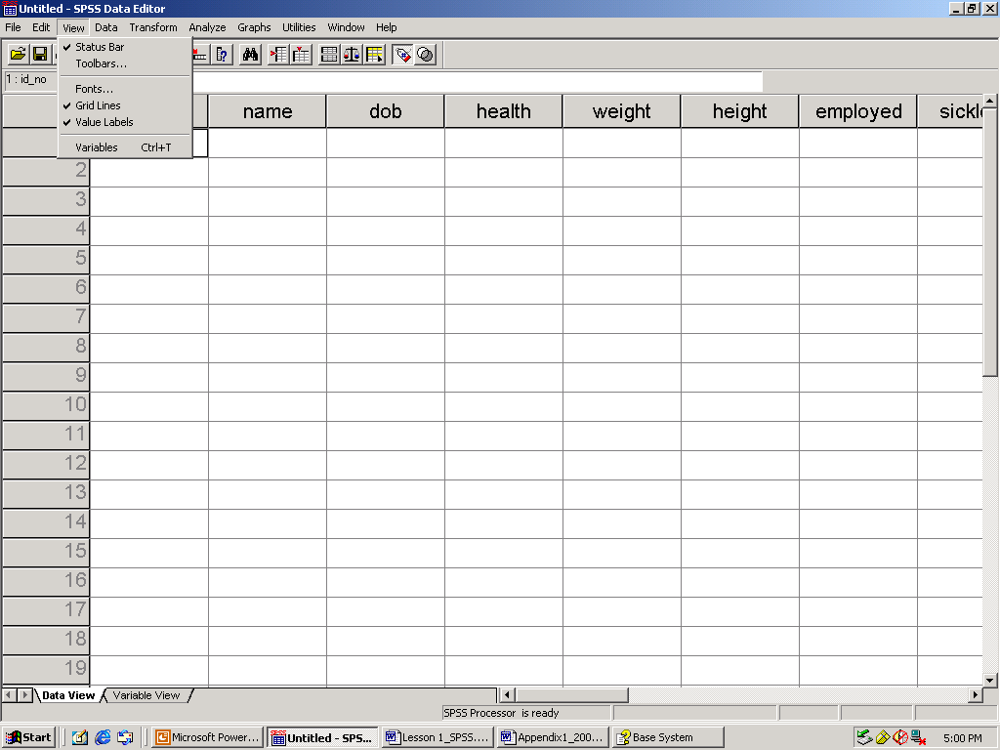 Untitled - SPSS Data Editor
File Edit View Data Transform Analyze Graphs Utilities Window Help
Status Bar
Toolbars...
1 : id_no
Fonts...
Grid Lines
Value Labels
Variables Ctrl+T
name dob health weight height employed
2
3
4
5
6
7
8
9
10
11
12
13
14
15
16
17
18
19
Data View Variable View
SPSS Processor is ready
Start Microsoft Power... Untitled - SPS... Lesson 1_SPSS.... Appendix1_200... Base System 5:00 PM